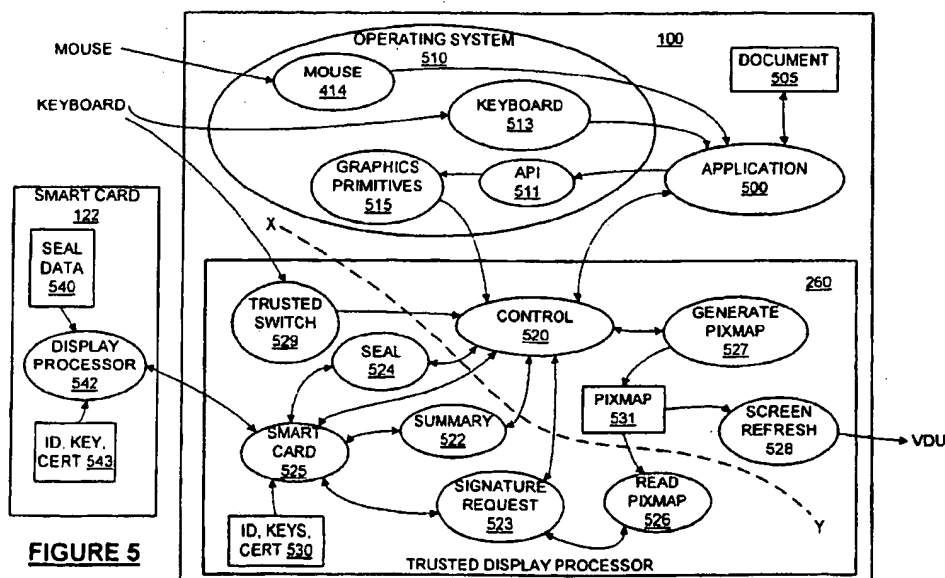 MOUSE
KEYBOARD
OPERATING SYSTEM
510
100
MOUSE
414
KEYBOARD
513
DOCUMENT
505
GRAPHICS
PRIMITIVES
515
API
511
APPLICATION
500
SMART CARD
122
SEAL
DATA
540
DISPLAY
PROCESSOR
542
ID, KEY,
CERT 543
X
260
TRUSTED
SWITCH
529
CONTROL
520
GENERATE
PIXMAP
527
SEAL
524
PIXMAP
531
SCREEN
REFRESH
528
VDU
SUMMARY
522
SMART
CARD
525
SIGNATURE
REQUEST
523
READ
PIXMAP
526
Y
ID, KEYS,
CERT 530
TRUSTED DISPLAY PROCESSOR
FIGURE 5